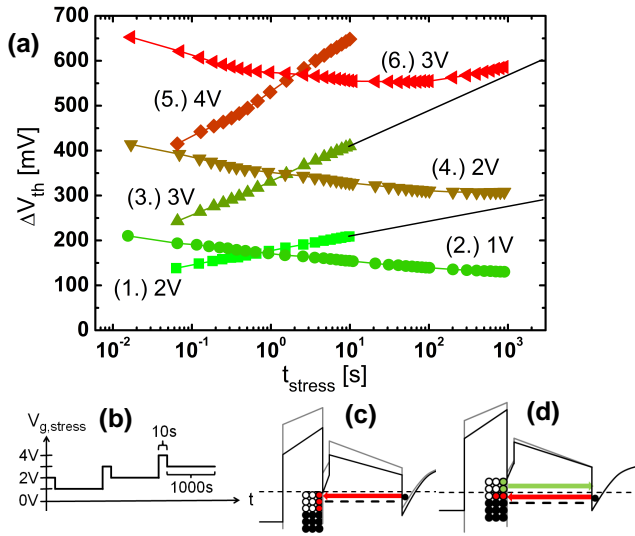 (a)
700
600
500
400
300
200
100
0
ΔV_th [mV]
(6.) 3V
(5.) 4V
(4.) 2V
(3.) 3V
(2.) 1V
(1.) 2V
10^-2 10^-1 10^0 10^1 10^2 10^3
t_stress [s]
(b)
(c)
(d)
V_g,stress
10s
4V
2V
0V
1000s
t